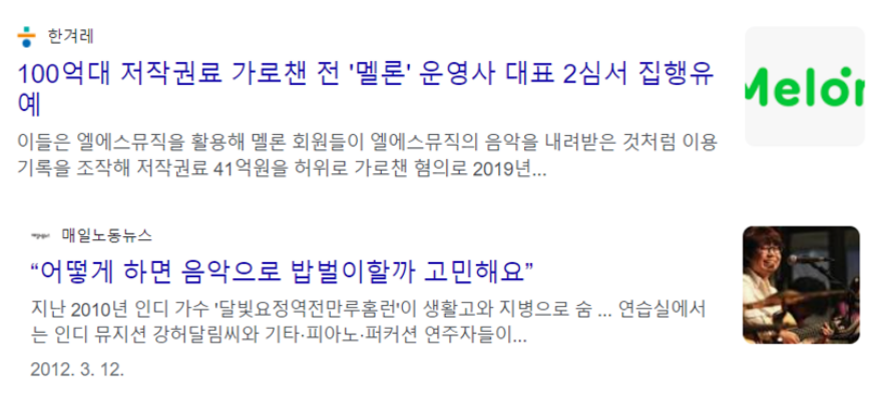 한겨레
100억대 저작권료 가로챈 전 '멜론' 운영사 대표 2심서 집행유
예
이들은 엘에스뮤직을 활용해 멜론 회원들이 엘에스뮤직의 음악을 내려받은 것처럼 이용
기록을 조작해 저작권료 41억원을 허위로 가로챈 혐의로 2019년...
Melon
매일노동뉴스
“어떻게 하면 음악으로 밥벌이할까 고민해요”
지난 2010년 인디 가수 '달빛요정역전만루홈런'이 생활고와 지병으로 숨 ... 연습실에서
는 인디 뮤지션 강허달림씨와 기타·피아노·퍼커션 연주자들이...
2012. 3. 12.